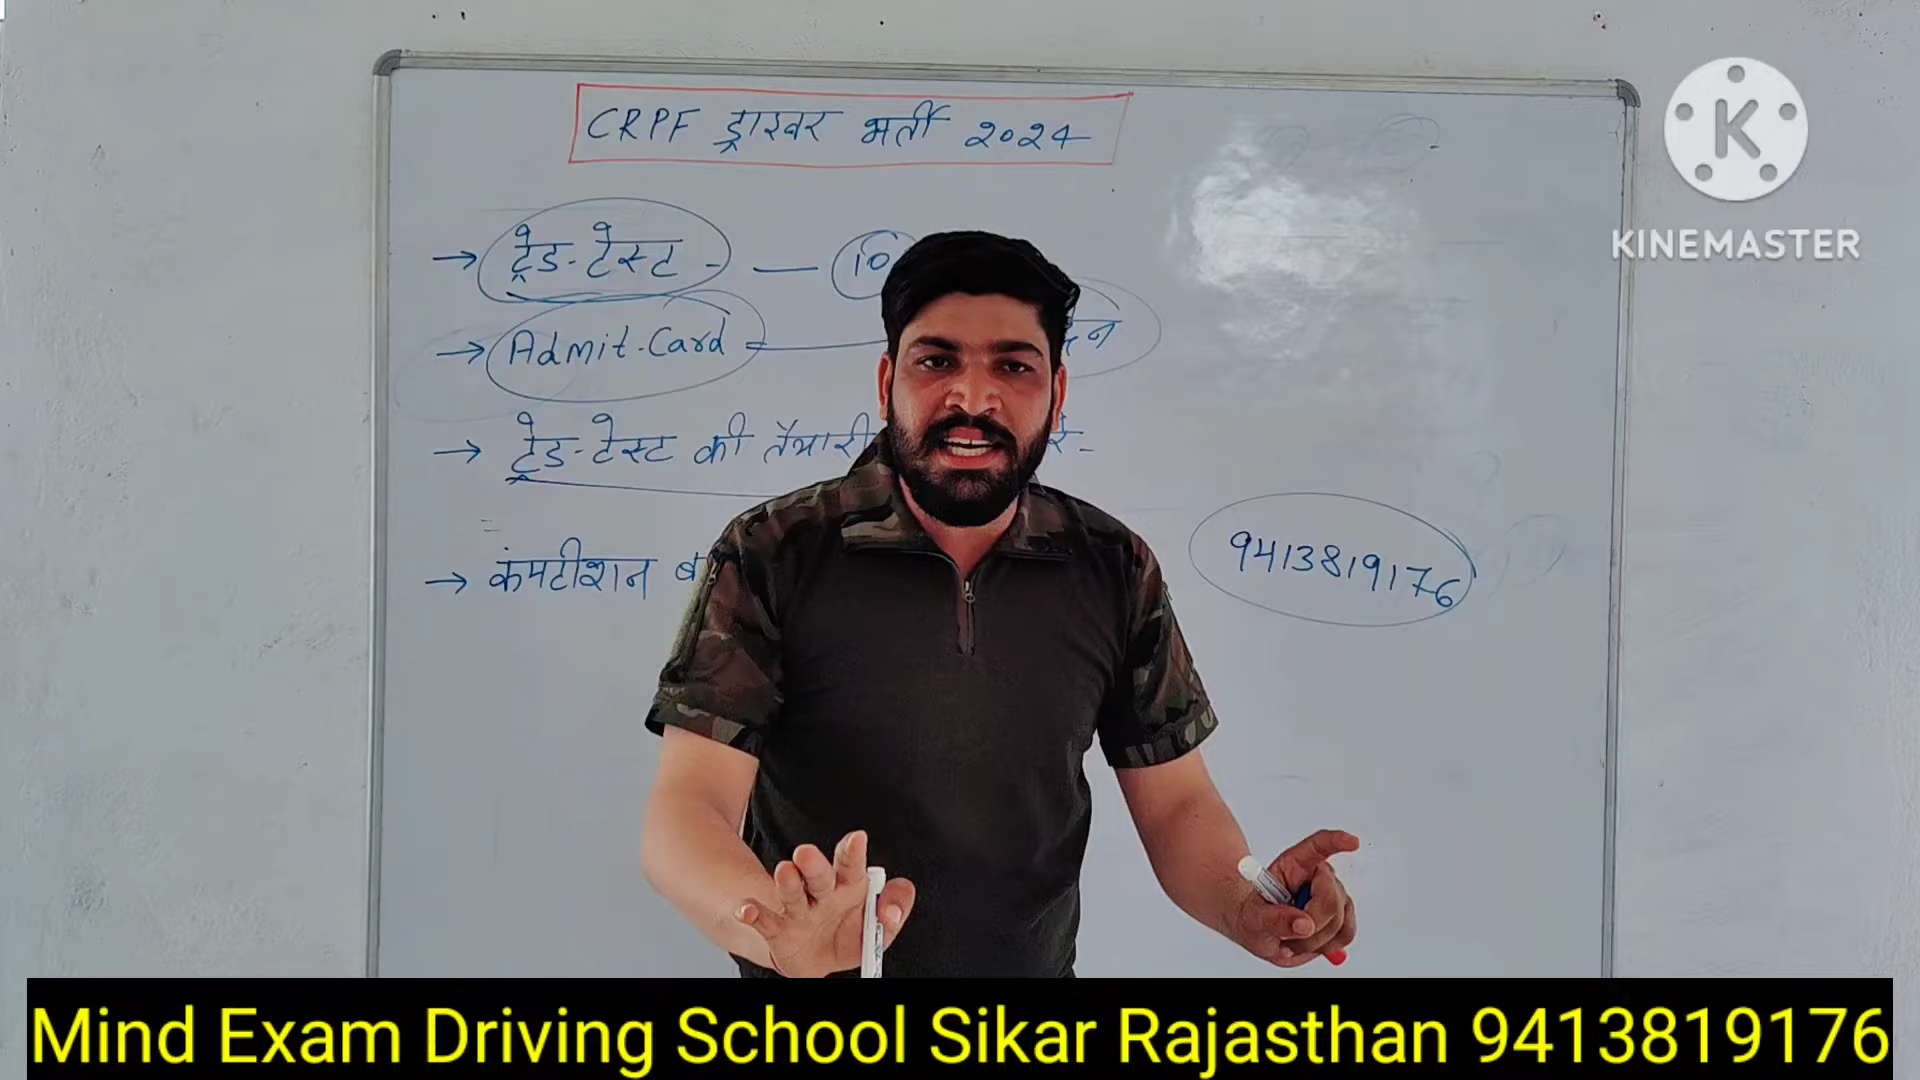 CRPF ड्राइवर भर्ती 2024
→ ट्रेड-टेस्ट -
→ Admit-Card
→ ट्रेड-टेस्ट की तैयारी
→ कंपटीशन
9413819176
K
KINEMASTER
Mind Exam Driving School Sikar Rajasthan 9413819176